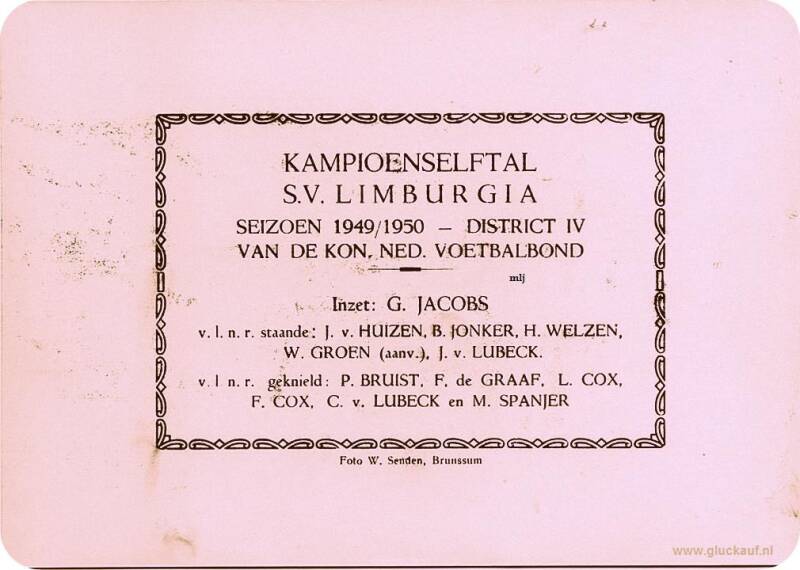 KAMPIOENSELFTAL
S.V. LIMBURGIA
SEIZOEN 1949/1950 – DISTRICT IV
VAN DE KON. NED. VOETBALBOND
mlj
Inzet: G. JACOBS
v. l. n. r. staande: J. v. HUIZEN, B. JONKER, H. WELZEN,
W. GROEN (aanv.), J. v. LUBECK.
v. l. n. r. geknield: P. BRUIST, F. de GRAAF, L. COX,
F. COX, C. v. LUBECK en M. SPANJER
Foto W. Senden, Brunssum
www.gluckauf.nl